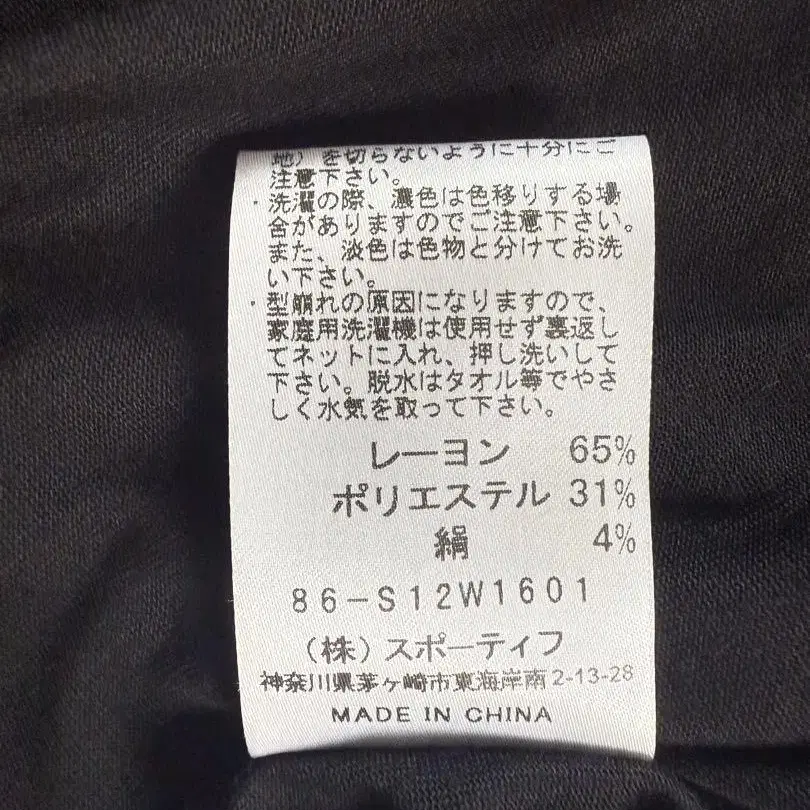 地）を切らないように十分にご
注意下さい。
・洗濯の際、濃色は色移りする場
合がありますのでご注意下さい。
また、淡色は色物と分けてお洗
い下さい。
・型崩れの原因になりますので、
家庭用洗濯機は使用せず裏返し
てネットに入れ、押し洗いして
下さい。脱水はタオル等でやさ
しく水気を取って下さい。
レーヨン 65%
ポリエステル 31%
絹 4%
86-S12W1601
（株）スポーティフ
神奈川県茅ヶ崎市東海岸南2-13-28
MADE IN CHINA